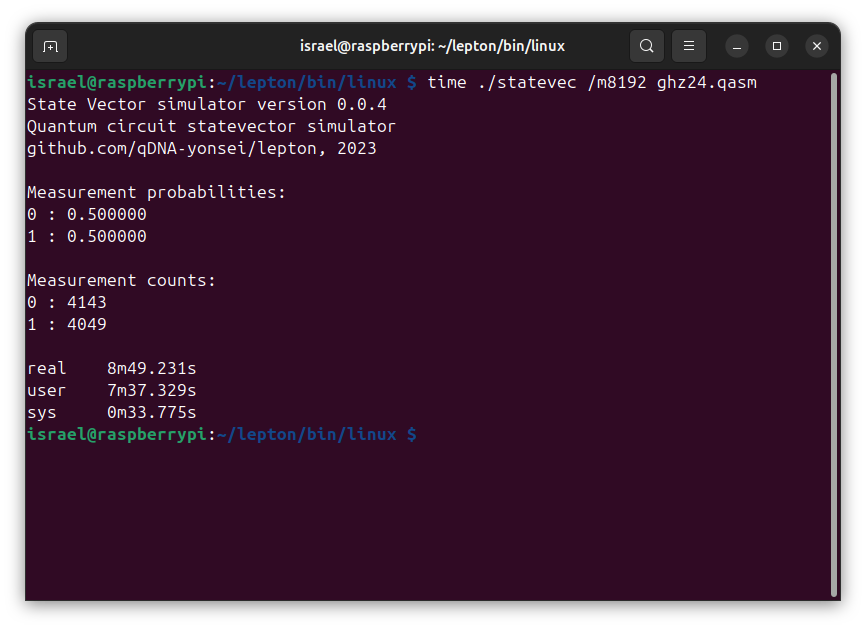 israel@raspberrypi: ~/lepton/bin/linux
israel@raspberrypi:~/lepton/bin/linux $ time ./statevec /m8192 ghz24.qasm
State Vector simulator version 0.0.4
Quantum circuit statevector simulator
github.com/qDNA-yonsei/lepton, 2023
Measurement probabilities:
0 : 0.500000
1 : 0.500000
Measurement counts:
0 : 4143
1 : 4049
real 8m49.231s
user 7m37.329s
sys 0m33.775s
israel@raspberrypi:~/lepton/bin/linux $